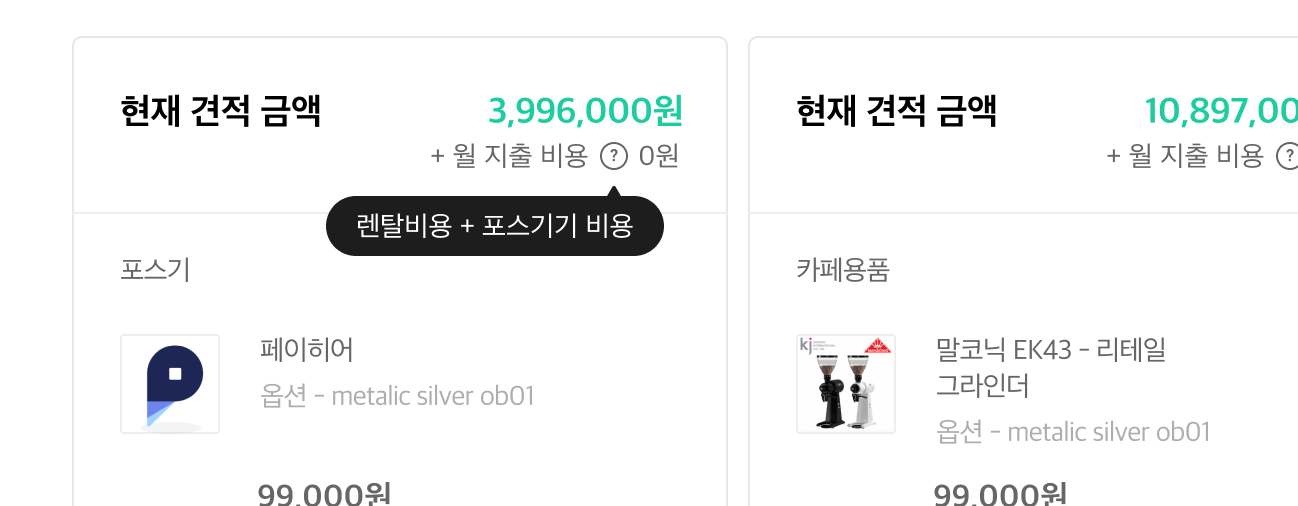 현재 견적 금액
3,996,000원
+ 월 지출 비용 ? 0원
렌탈비용 + 포스기기 비용
포스기
페이히어
옵션 - metalic silver ob01
99,000원
현재 견적 금액
10,897,00
+ 월 지출 비용 ?
카페용품
kj
말코닉 EK43 - 리테일
그라인더
옵션 - metalic silver ob01
99,000원